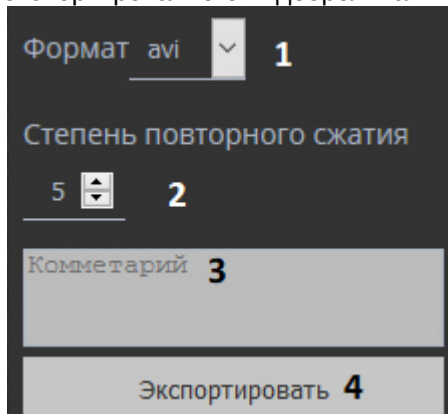 Формат avi 1
Степень повторного сжатия
5 2
Комметарий 3
Экспортировать 4